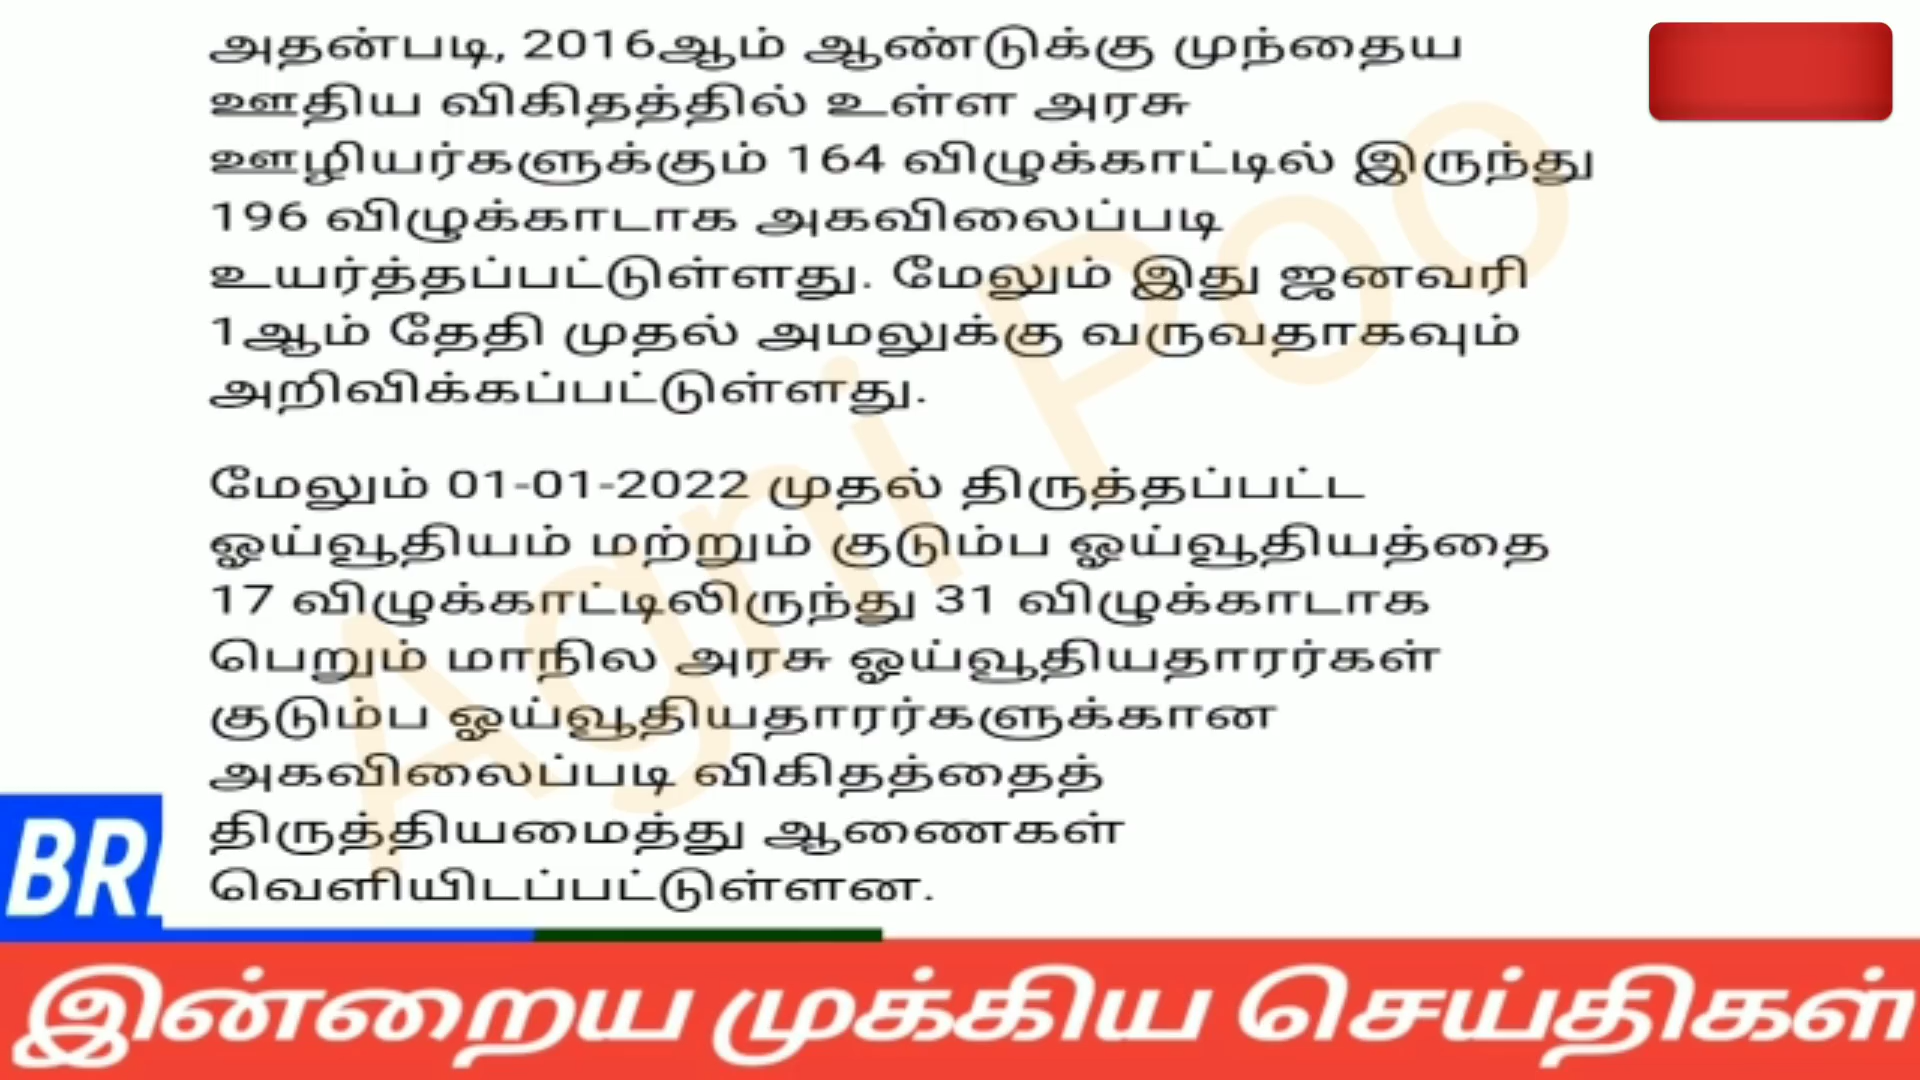 அதன்படி, 2016ஆம் ஆண்டுக்கு முந்தைய
ஊதிய விகிதத்தில் உள்ள அரசு
ஊழியர்களுக்கும் 164 விழுக்காட்டில் இருந்து
196 விழுக்காடாக அகவிலைப்படி
உயர்த்தப்பட்டுள்ளது. மேலும் இது ஜனவரி
1ஆம் தேதி முதல் அமலுக்கு வருவதாகவும்
அறிவிக்கப்பட்டுள்ளது.
மேலும் 01-01-2022 முதல் திருத்தப்பட்ட
ஓய்வூதியம் மற்றும் குடும்ப ஓய்வூதியத்தை
17 விழுக்காட்டிலிருந்து 31 விழுக்காடாக
பெறும் மாநில அரசு ஓய்வூதியதாரர்கள்
குடும்ப ஓய்வூதியதாரர்களுக்கான
அகவிலைப்படி விகிதத்தைத்
திருத்தியமைத்து ஆணைகள்
வெளியிடப்பட்டுள்ளன.
Agni Poo
இன்றைய முக்கிய செய்திகள்